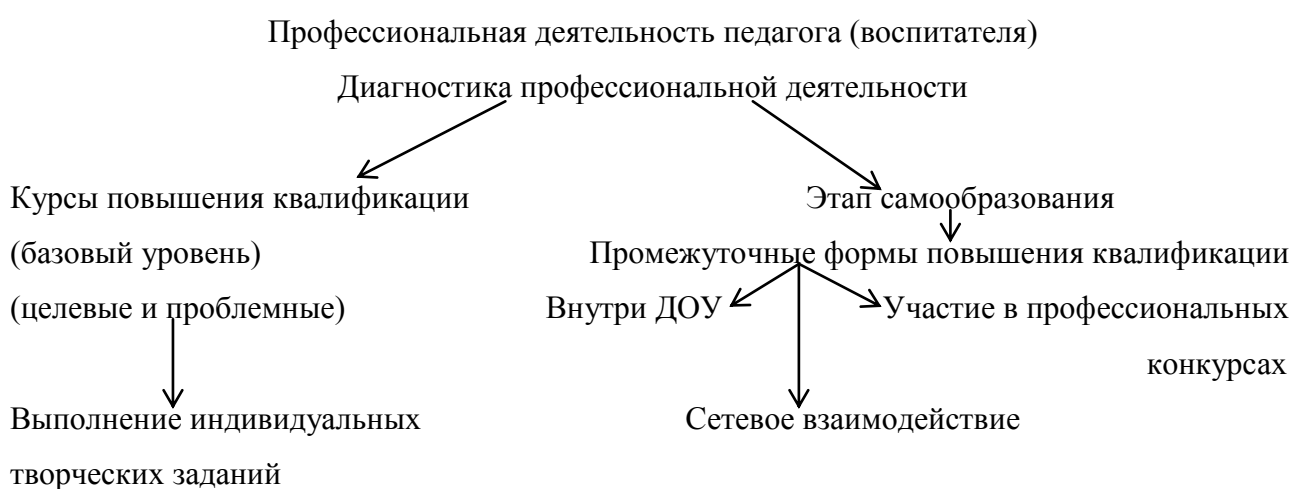 Профессиональная деятельность педагога (воспитателя)
Диагностика профессиональной деятельности
Курсы повышения квалификации
(базовый уровень)
(целевые и проблемные)
Выполнение индивидуальных
творческих заданий
Этап самообразования
Промежуточные формы повышения квалификации
Внутри ДОУ
Участие в профессиональных
конкурсах
Сетевое взаимодействие